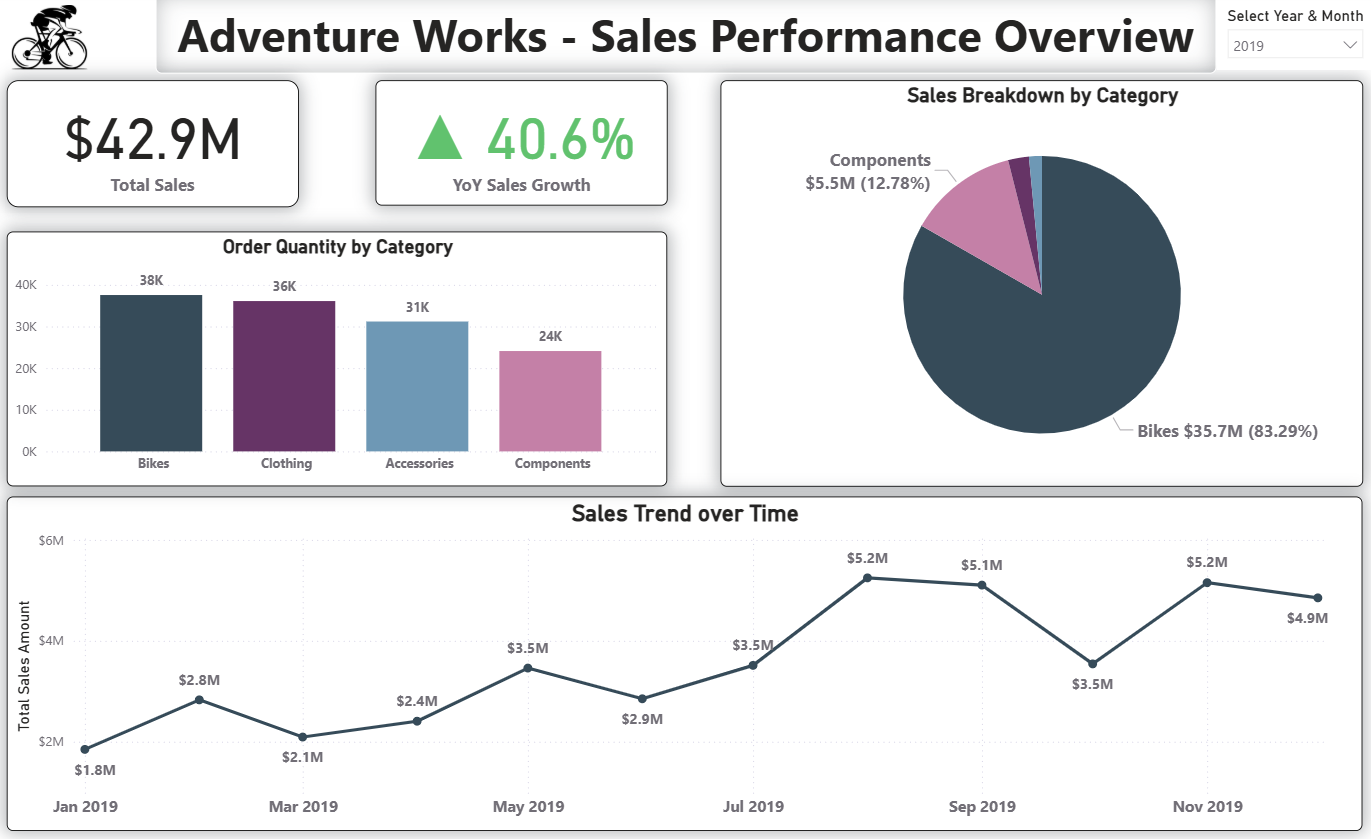 Adventure Works - Sales Performance Overview
Select Year & Month
2019
$42.9M
Total Sales
▲ 40.6%
YoY Sales Growth
Order Quantity by Category
40K
30K
20K
10K
0K
38K
36K
31K
24K
Bikes
Clothing
Accessories
Components
Sales Breakdown by Category
Components
$5.5M (12.78%)
Bikes $35.7M (83.29%)
Sales Trend over Time
Total Sales Amount
$6M
$4M
$2M
$1.8M
$2.8M
$2.1M
$2.4M
$3.5M
$2.9M
$3.5M
$5.2M
$5.1M
$3.5M
$5.2M
$4.9M
Jan 2019
Mar 2019
May 2019
Jul 2019
Sep 2019
Nov 2019